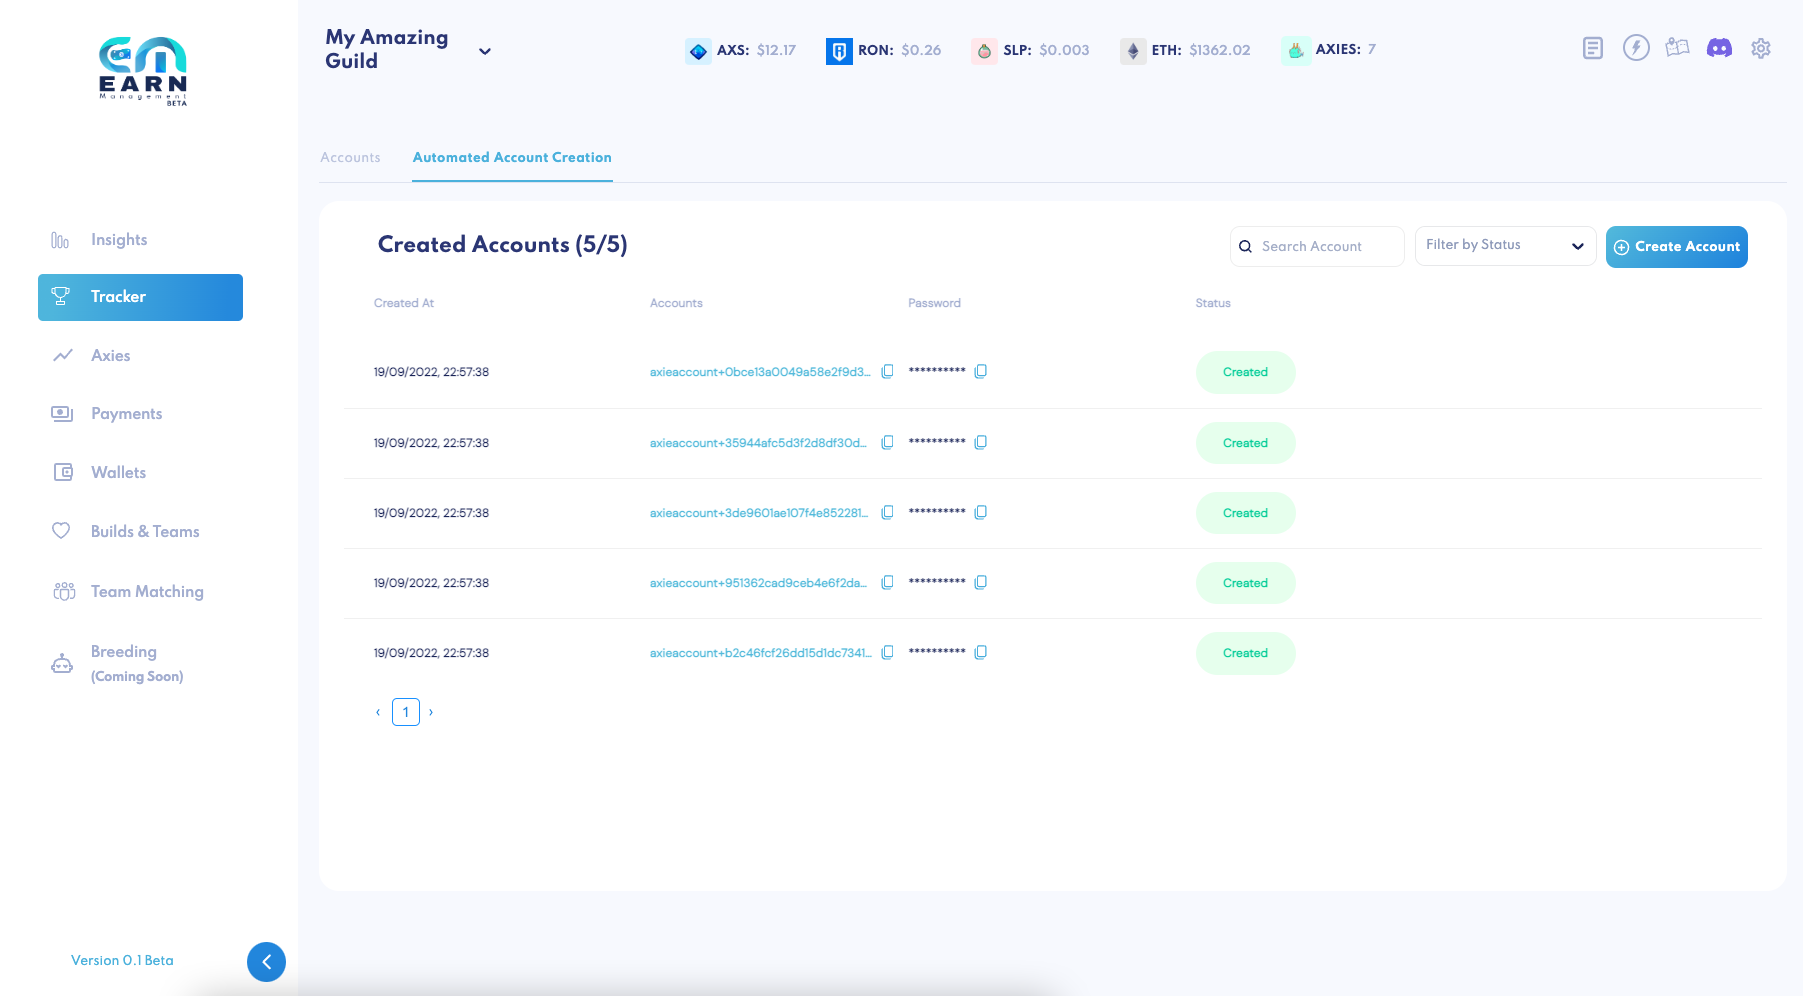 EARN
Management
BETA
My Amazing
Guild
AXS: $12.17
RON: $0.26
SLP: $0.003
ETH: $1362.02
AXIES: 7
Accounts
Automated Account Creation
Insights
Tracker
Axies
Payments
Wallets
Builds & Teams
Team Matching
Breeding
(Coming Soon)
Version 0.1 Beta
Created Accounts (5/5)
Search Account
Filter by Status
Create Account
Created At Accounts Password Status
19/09/2022, 22:57:38 axieaccount+0bce13a0049a58e2f9d3... ********** Created
19/09/2022, 22:57:38 axieaccount+35944afc5d3f2d8df30d... ********** Created
19/09/2022, 22:57:38 axieaccount+3de9601ae107f4e852281... ********** Created
19/09/2022, 22:57:38 axieaccount+951362cad9ceb4e6f2da... ********** Created
19/09/2022, 22:57:38 axieaccount+b2c46fcf26dd15d1dc7341... ********** Created
‹ 1 ›